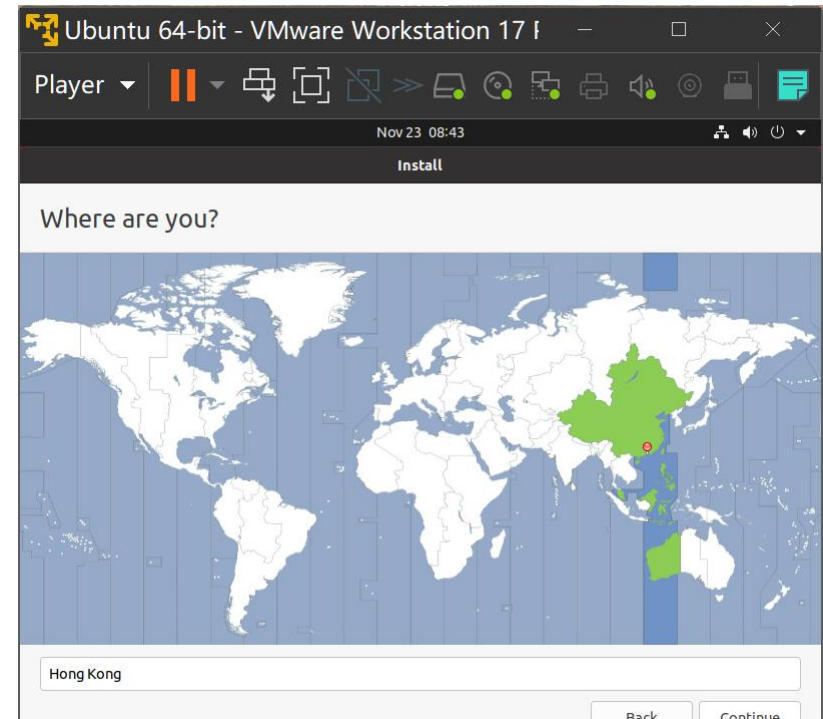 Ubuntu 64-bit - VMware Workstation 17 P
Player
Nov 23 08:43
Install
Where are you?
Hong Kong
Back Continue